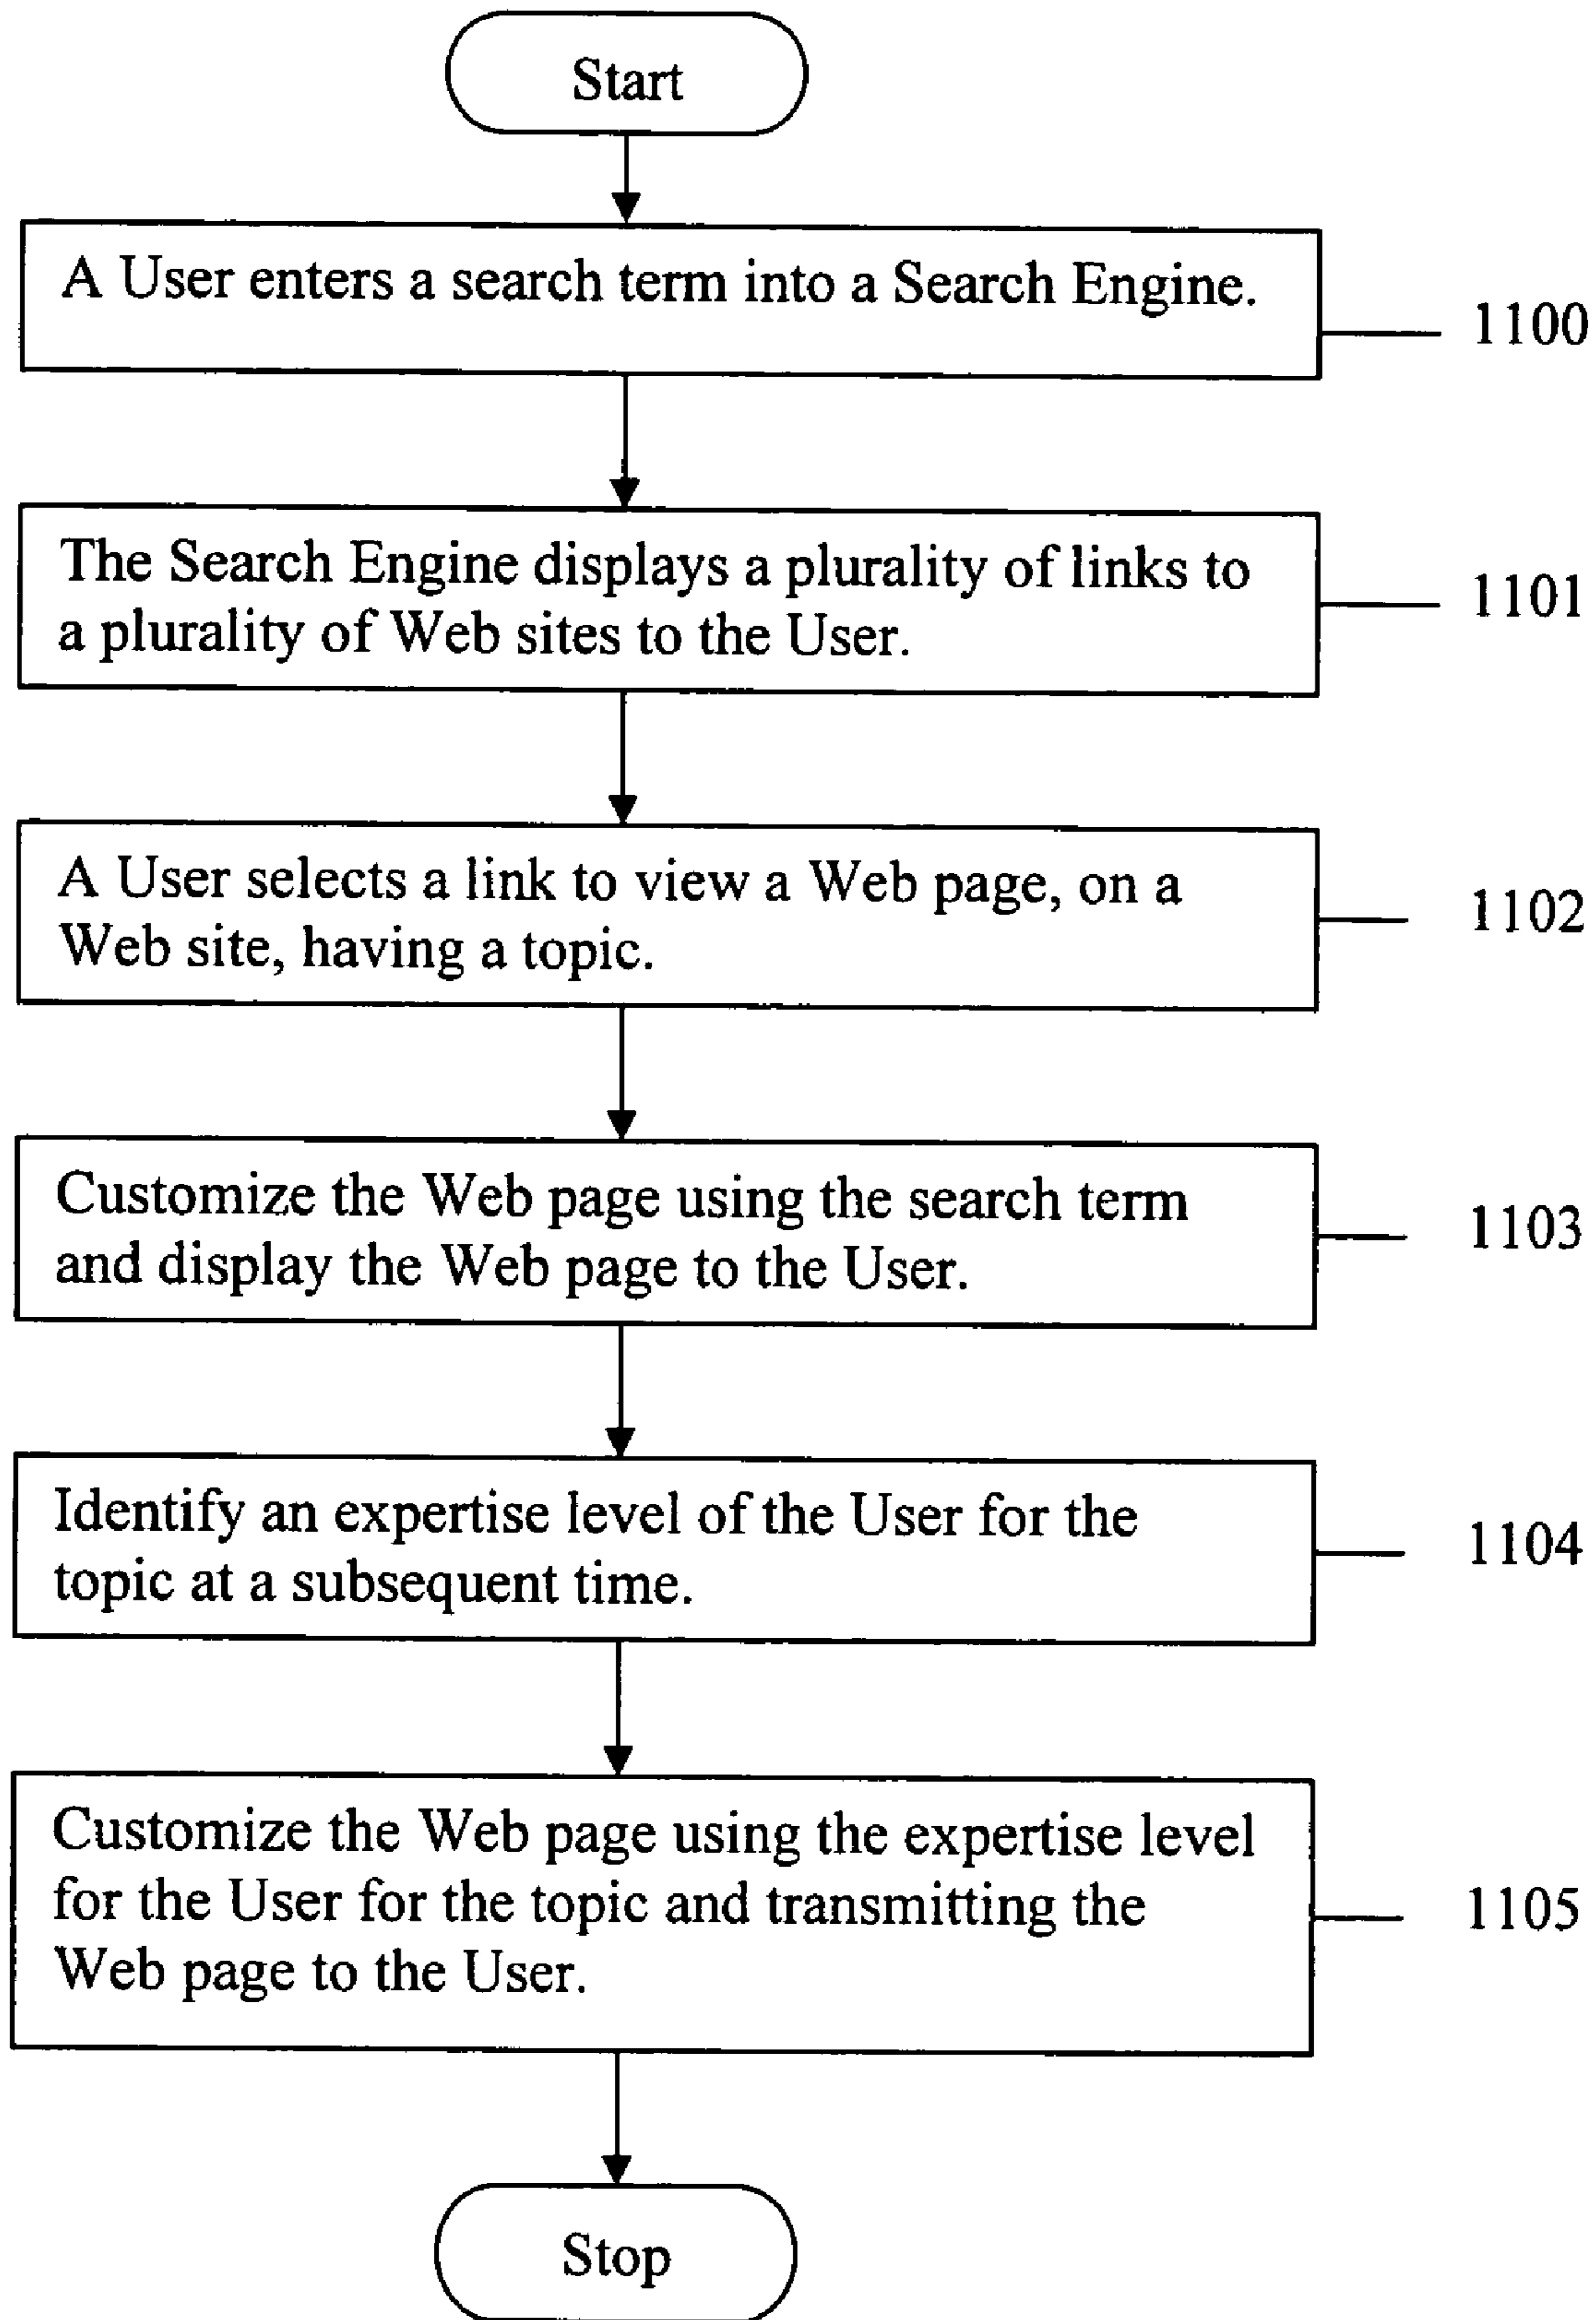 Start
A User enters a search term into a Search Engine.
1100
The Search Engine displays a plurality of links to
a plurality of Web sites to the User.
1101
A User selects a link to view a Web page, on a
Web site, having a topic.
1102
Customize the Web page using the search term
and display the Web page to the User.
1103
Identify an expertise level of the User for the
topic at a subsequent time.
1104
Customize the Web page using the expertise level
for the User for the topic and transmitting the
Web page to the User.
1105
Stop